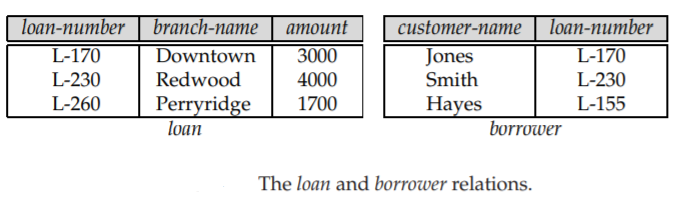 loan-number branch-name amount customer-name loan-number
L-170 Downtown 3000 Jones L-170
L-230 Redwood 4000 Smith L-230
L-260 Perryridge 1700 Hayes L-155
loan borrower
The loan and borrower relations.